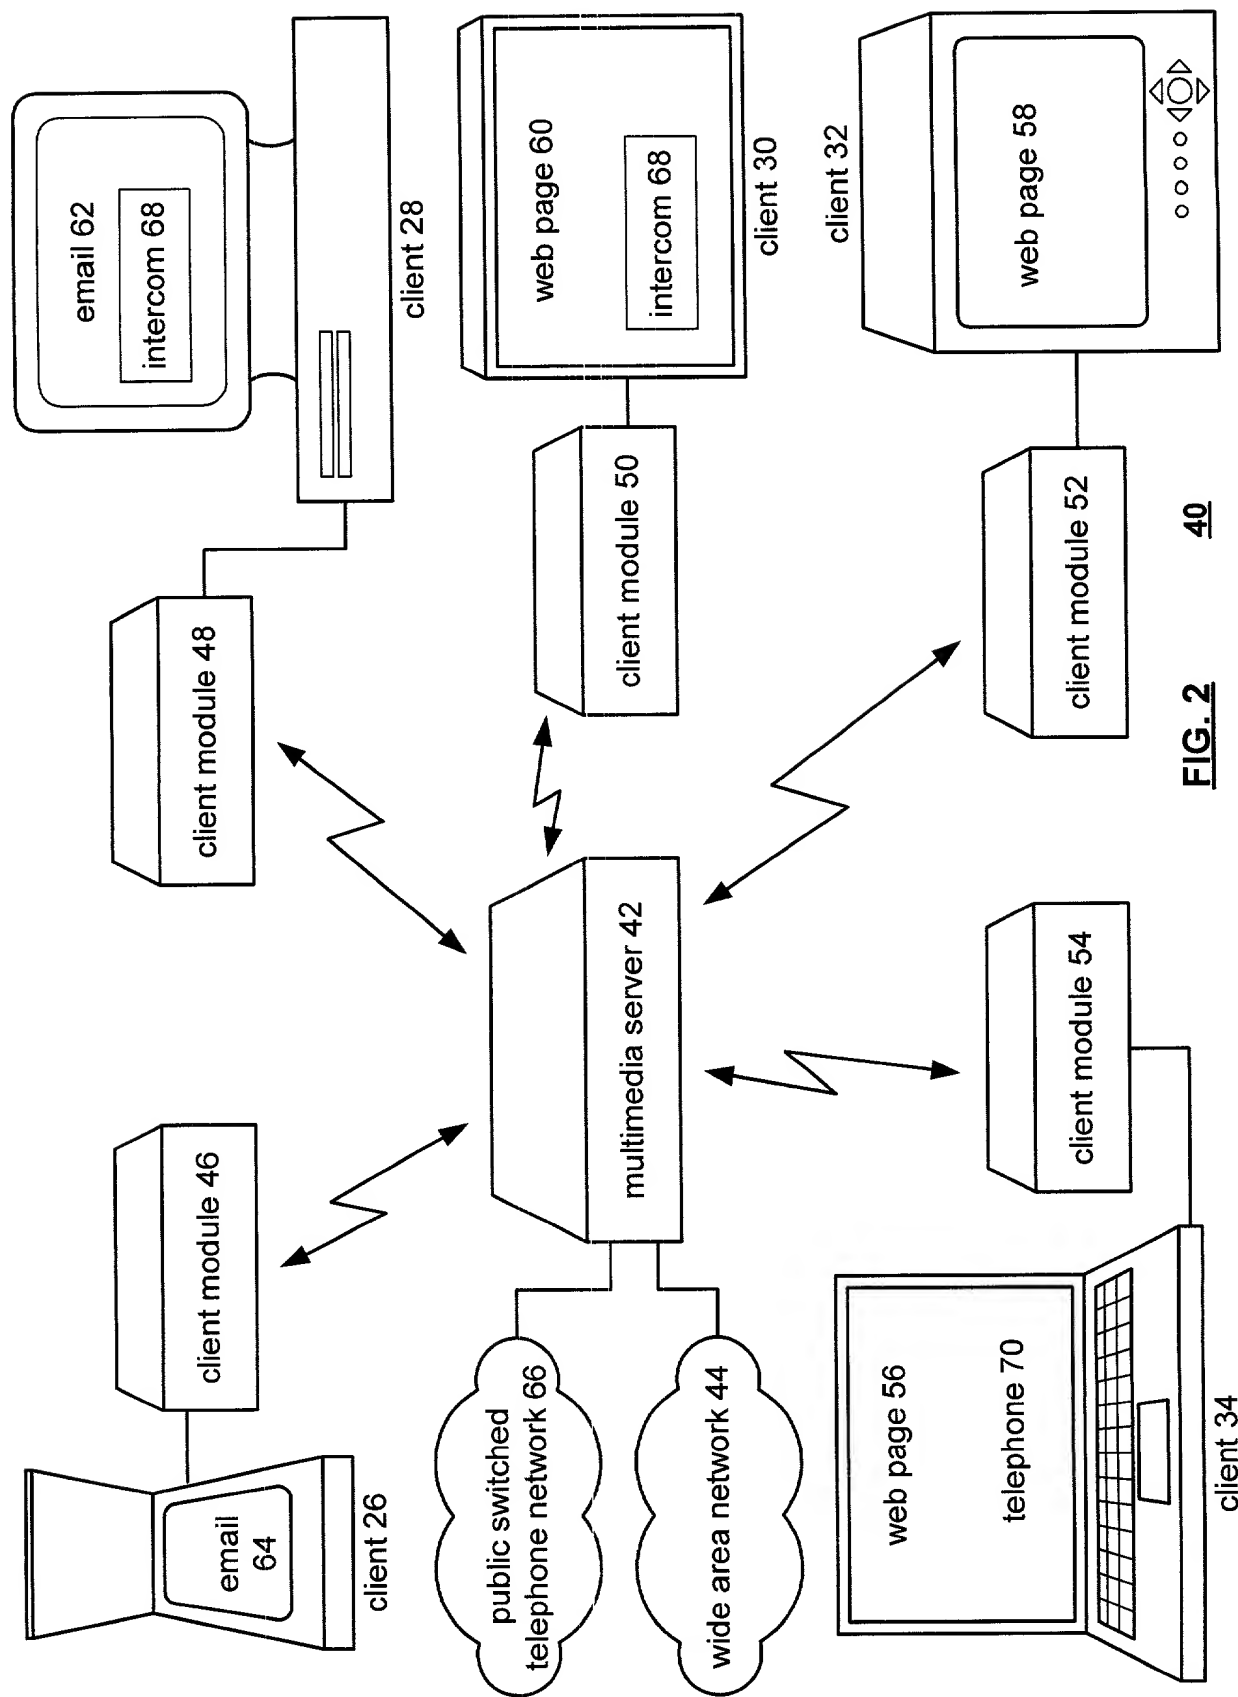 email
64
client 26
client module 46
client module 48
email 62
intercom 68
client 28
public switched
telephone network 66
wide area network 44
multimedia server 42
client module 50
web page 60
intercom 68
client 30
web page 56
telephone 70
client 34
client module 54
client module 52
client 32
web page 58
FIG. 2
40